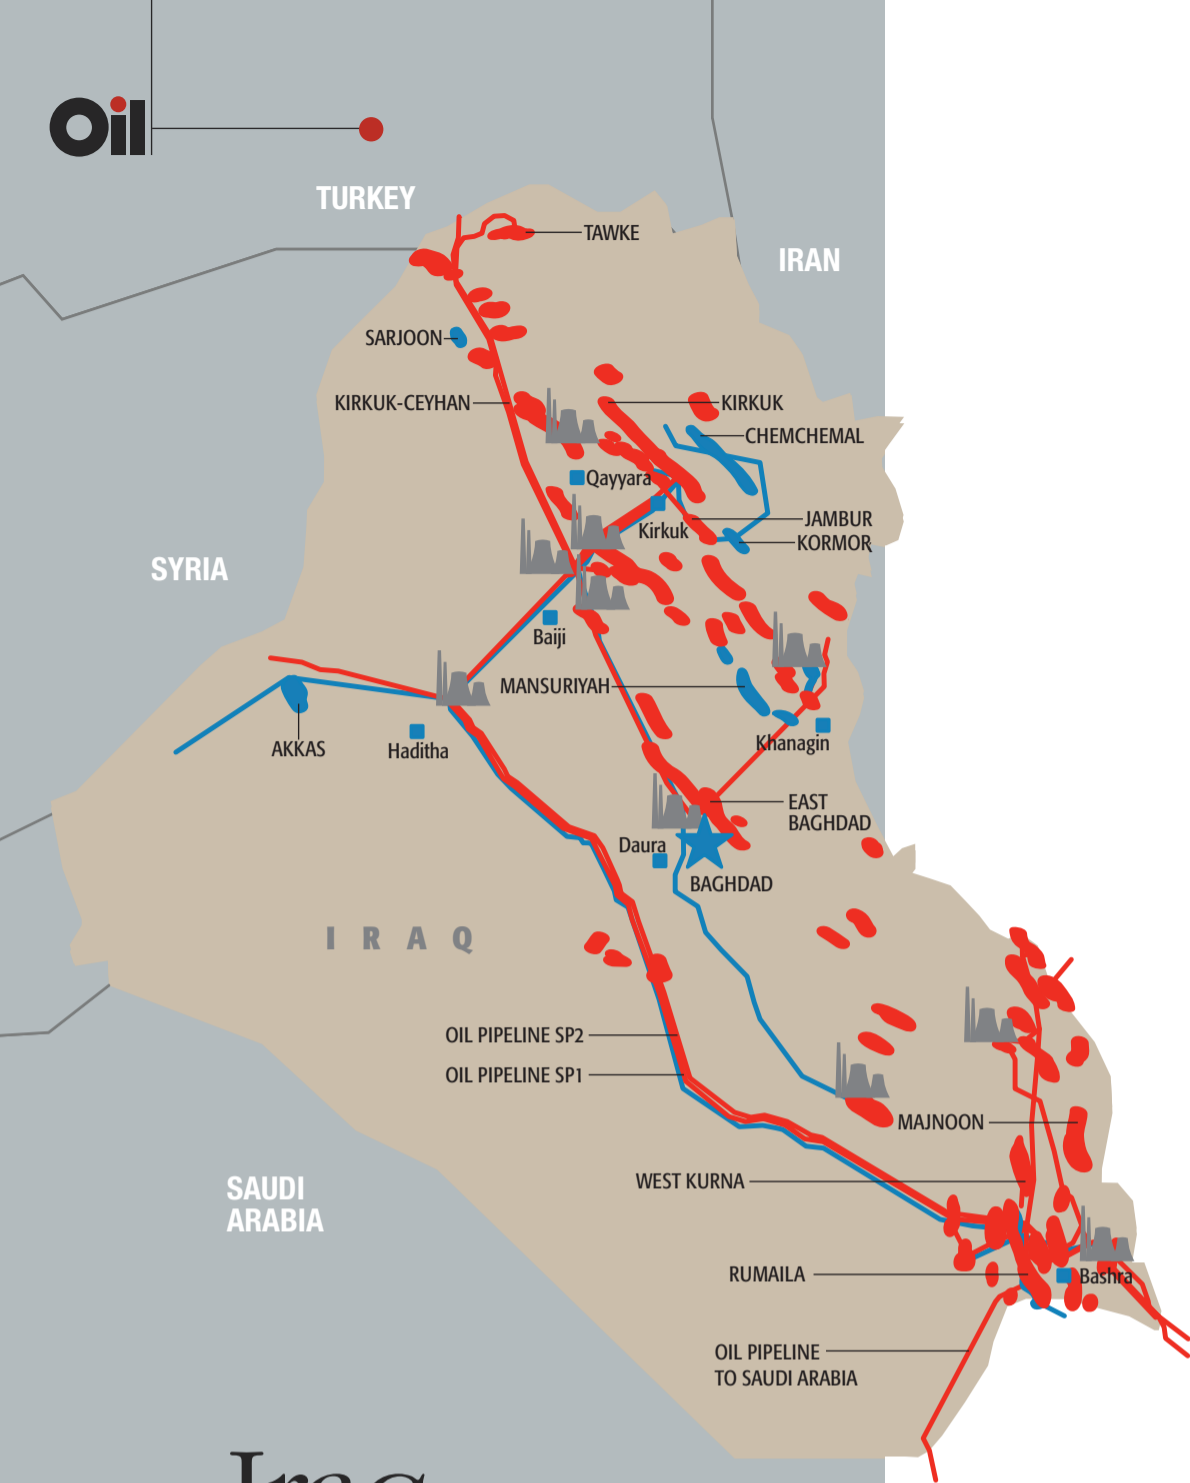 Oil
TURKEY
TAWKE
IRAN
SARJOON
KIRKUK-CEYHAN
KIRKUK
CHEMCHEMAL
Qayyara
JAMBUR
Kirkuk
KORMOR
SYRIA
Baiji
MANSURIYAH
AKKAS
Haditha
Khanagin
EAST
BAGHDAD
Daura
BAGHDAD
IRAQ
OIL PIPELINE SP2
OIL PIPELINE SP1
MAJNOON
WEST KURNA
SAUDI
ARABIA
RUMAILA
Bashra
OIL PIPELINE
TO SAUDI ARABIA